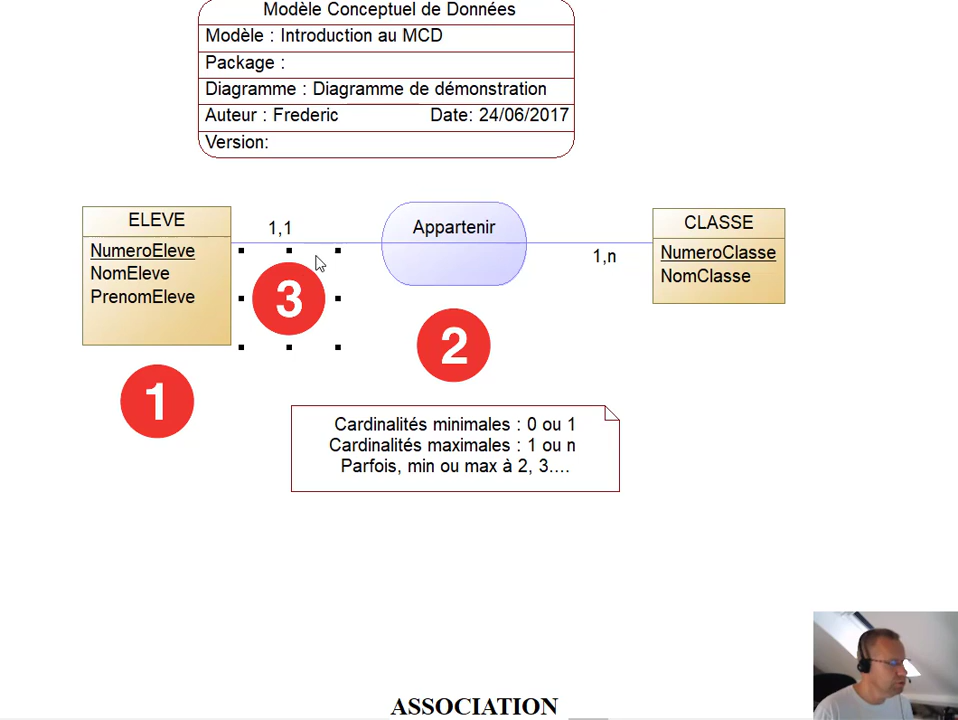 Modèle Conceptuel de Données
Modèle : Introduction au MCD
Package :
Diagramme : Diagramme de démonstration
Auteur : Frederic Date: 24/06/2017
Version:
ELEVE
NumeroEleve
NomEleve
PrenomEleve
1,1
Appartenir
1,n
CLASSE
NumeroClasse
NomClasse
3
2
1
Cardinalités minimales : 0 ou 1
Cardinalités maximales : 1 ou n
Parfois, min ou max à 2, 3....
ASSOCIATION